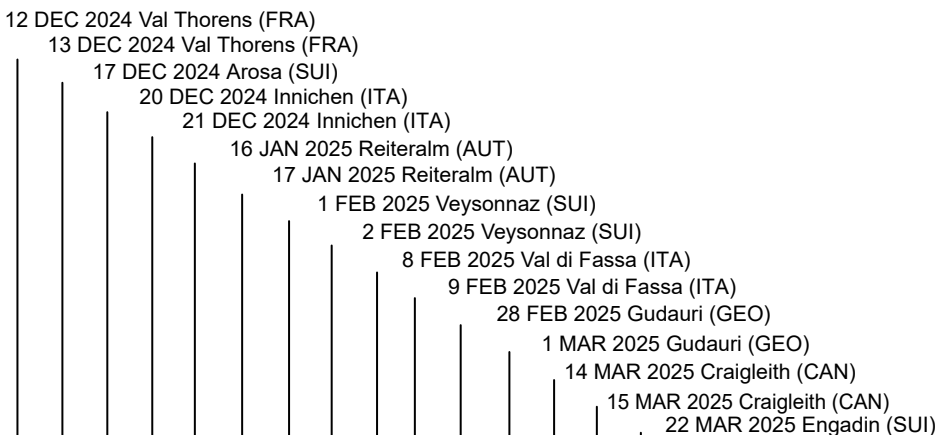 12 DEC 2024 Val Thorens (FRA)
13 DEC 2024 Val Thorens (FRA)
17 DEC 2024 Arosa (SUI)
20 DEC 2024 Innichen (ITA)
21 DEC 2024 Innichen (ITA)
16 JAN 2025 Reiteralm (AUT)
17 JAN 2025 Reiteralm (AUT)
1 FEB 2025 Veysonnaz (SUI)
2 FEB 2025 Veysonnaz (SUI)
8 FEB 2025 Val di Fassa (ITA)
9 FEB 2025 Val di Fassa (ITA)
28 FEB 2025 Gudauri (GEO)
1 MAR 2025 Gudauri (GEO)
14 MAR 2025 Craigleith (CAN)
15 MAR 2025 Craigleith (CAN)
22 MAR 2025 Engadin (SUI)